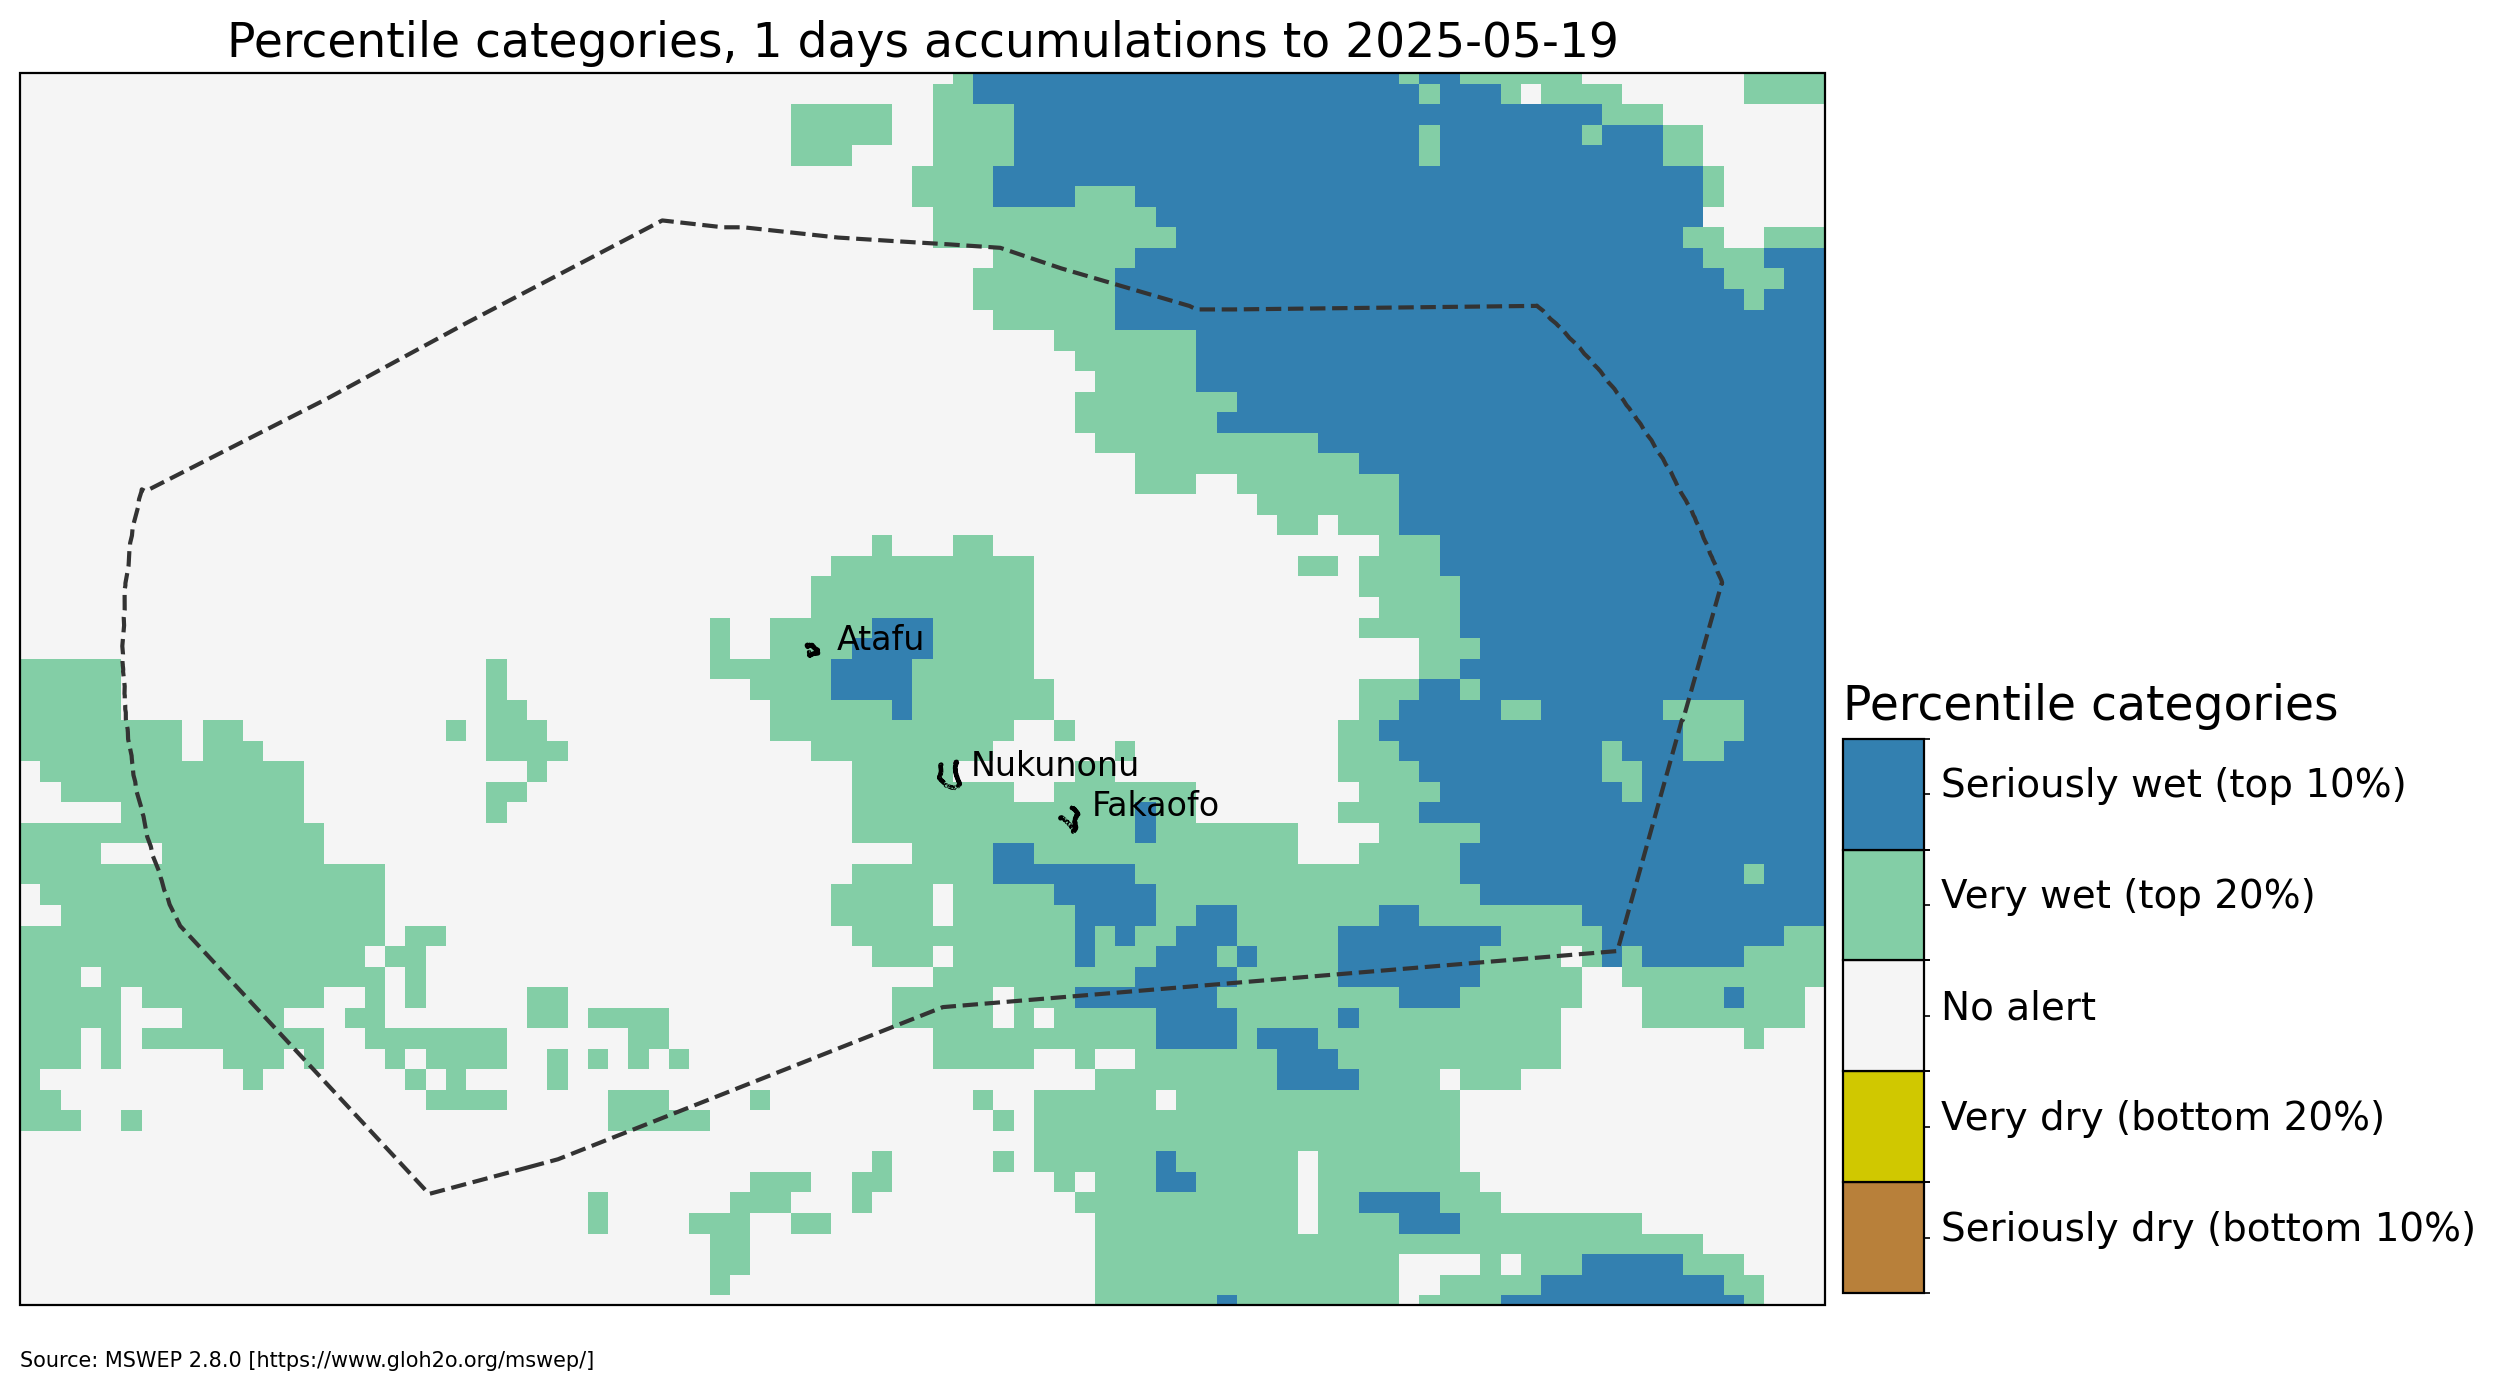 Percentile categories, 1 days accumulations to 2025-05-19
Atafu
Nukunonu
Fakaofo
Percentile categories
Seriously wet (top 10%)
Very wet (top 20%)
No alert
Very dry (bottom 20%)
Seriously dry (bottom 10%)
Source: MSWEP 2.8.0 [https://www.gloh2o.org/mswep/]